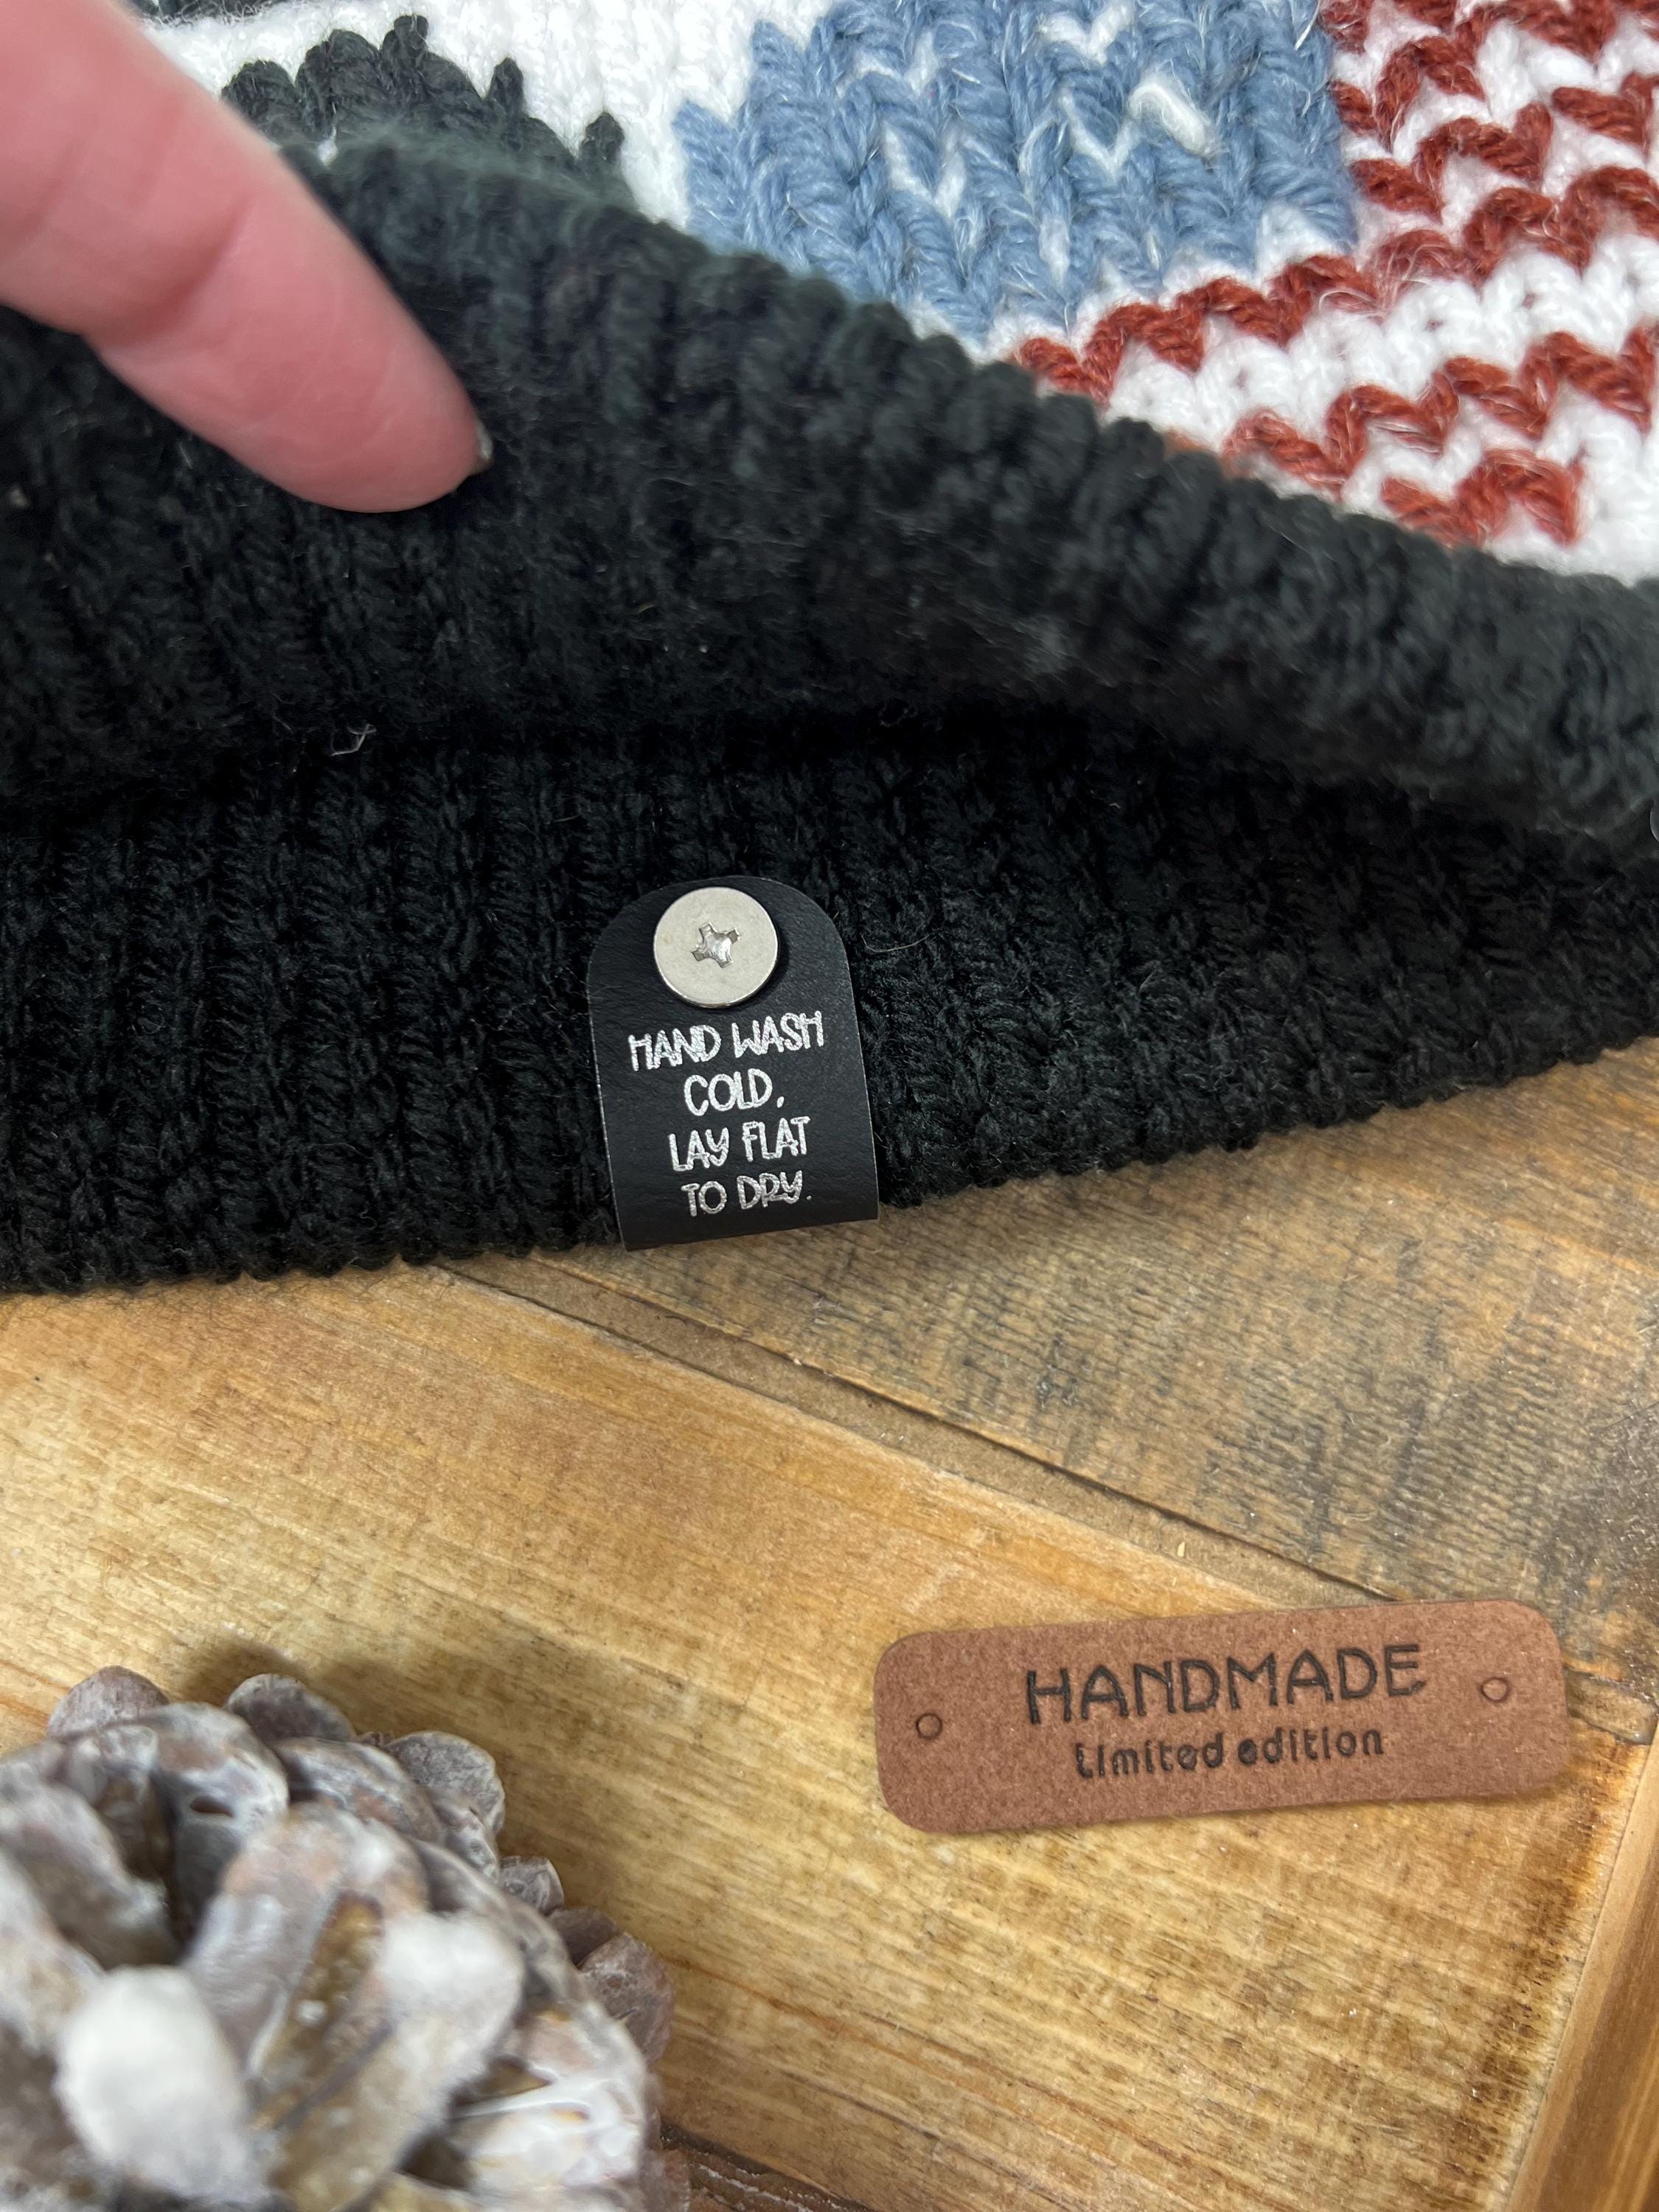 HAND WASH
COLD,
LAY FLAT
TO DRY.
HANDMADE
Limited edition